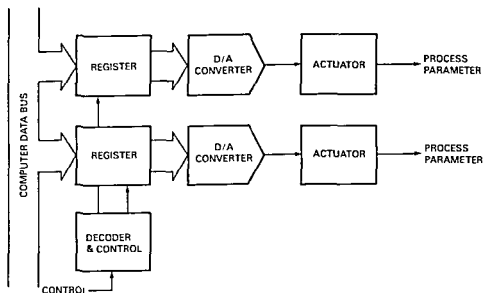 COMPUTER DATA BUS
REGISTER
D/A
CONVERTER
ACTUATOR
PROCESS
PARAMETER
REGISTER
D/A
CONVERTER
ACTUATOR
PROCESS
PARAMETER
DECODER
& CONTROL
CONTROL